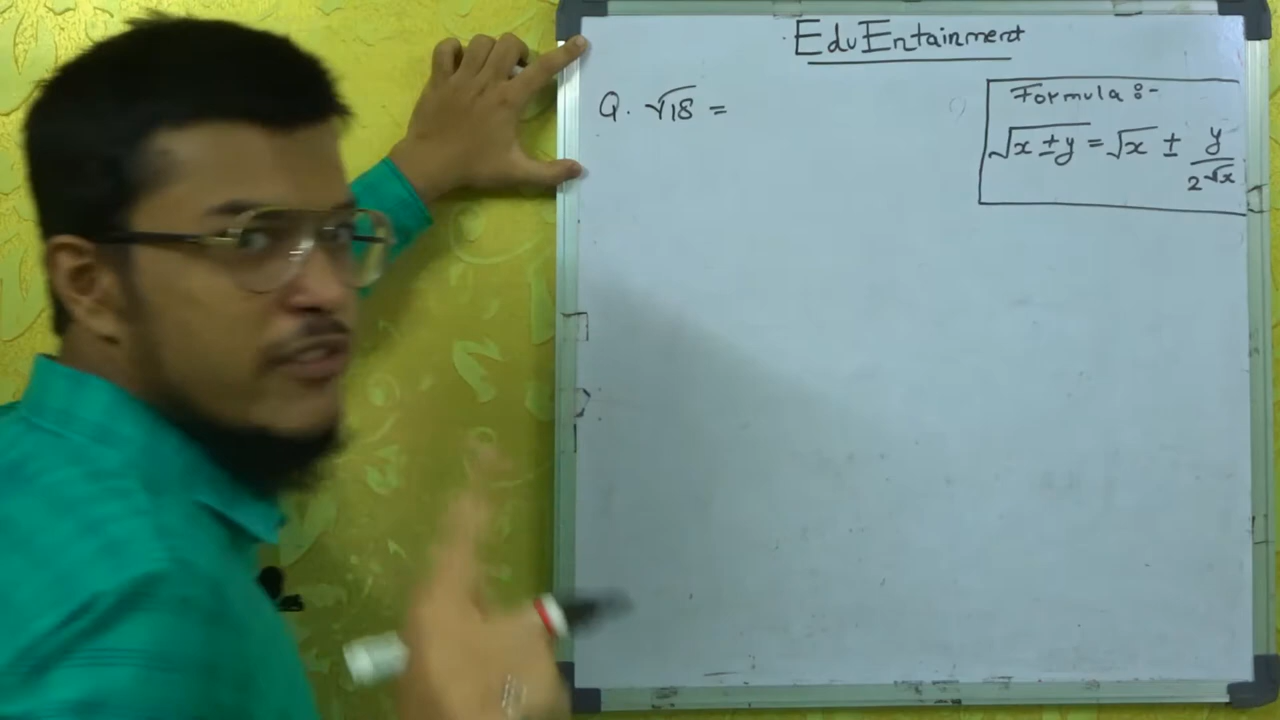 EduEntainment
Q. √18 =
Formula :-
√x ± y = √x ± y / 2√x